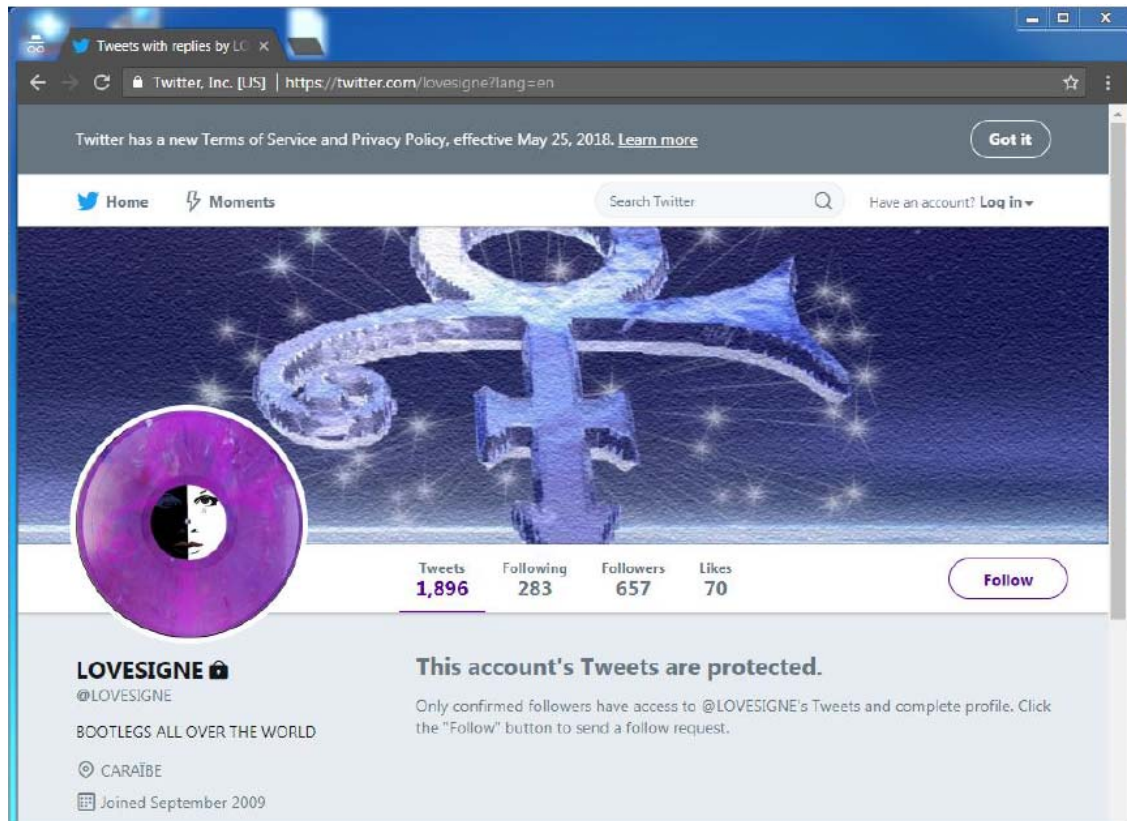 Tweets with replies by LO
Twitter, Inc. [US] | https://twitter.com/lovesigne?lang=en
Twitter has a new Terms of Service and Privacy Policy, effective May 25, 2018. Learn more
Got it
Home
Moments
Search Twitter
Have an account? Log in
Tweets
1,896
Following
283
Followers
657
Likes
70
Follow
LOVESIGNE
@LOVESIGNE
BOOTLEGS ALL OVER THE WORLD
CARAÏBE
Joined September 2009
This account's Tweets are protected.
Only confirmed followers have access to @LOVESIGNE's Tweets and complete profile. Click
the "Follow" button to send a follow request.